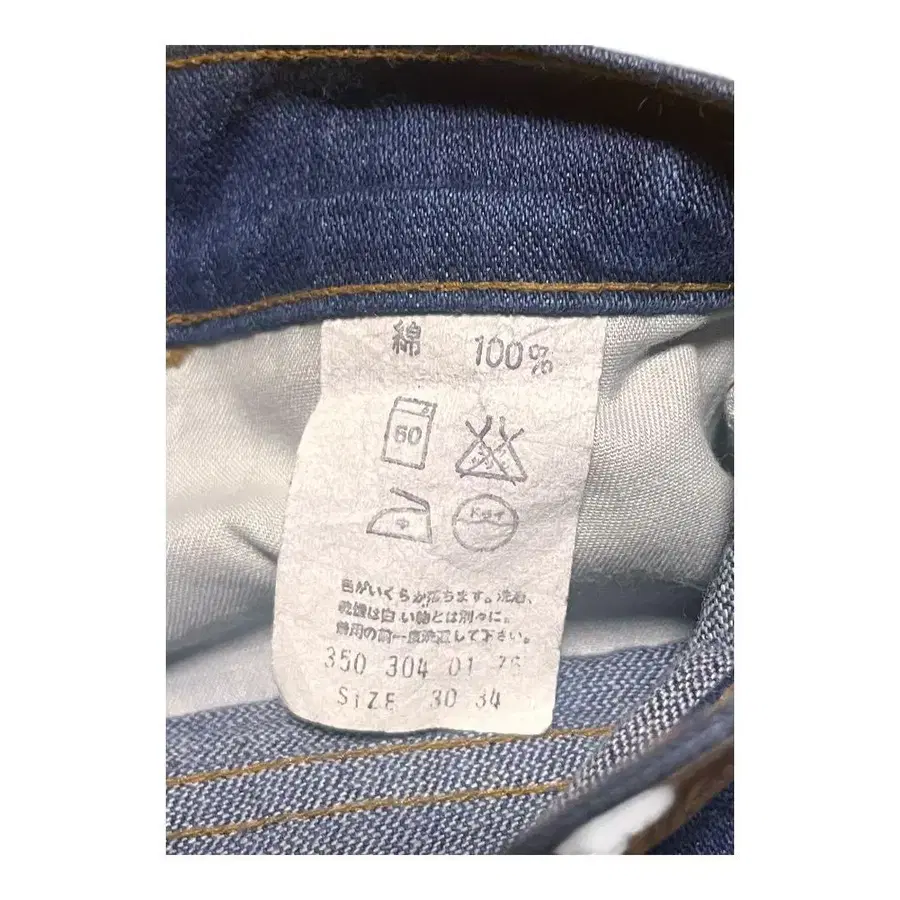 綿 100%
60
ドライ
色がいくらか落ちます。洗濯、
乾燥は白い物とは別々に。
着用の前一度洗濯して下さい。
350 304 01 76
SIZE 30 34